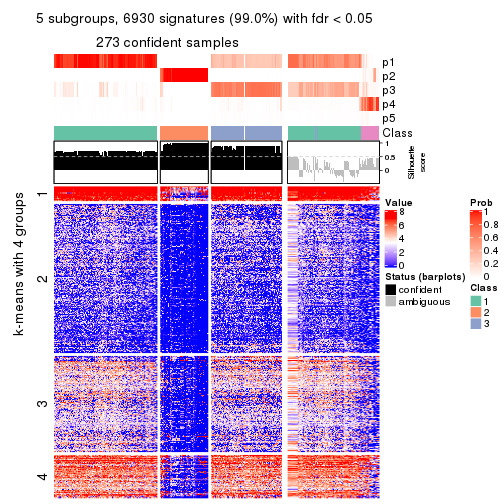 5 subgroups, 6930 signatures (99.0%) with fdr < 0.05
273 confident samples
p1
p2
p3
p4
p5
Class
1
0.5
0
Silhouette
score
k-means with 4 groups
1
2
3
4
Value
8
6
4
2
0
Status (barplots)
confident
ambiguous
Prob
1
0.8
0.6
0.4
0.2
0
Class
1
2
3